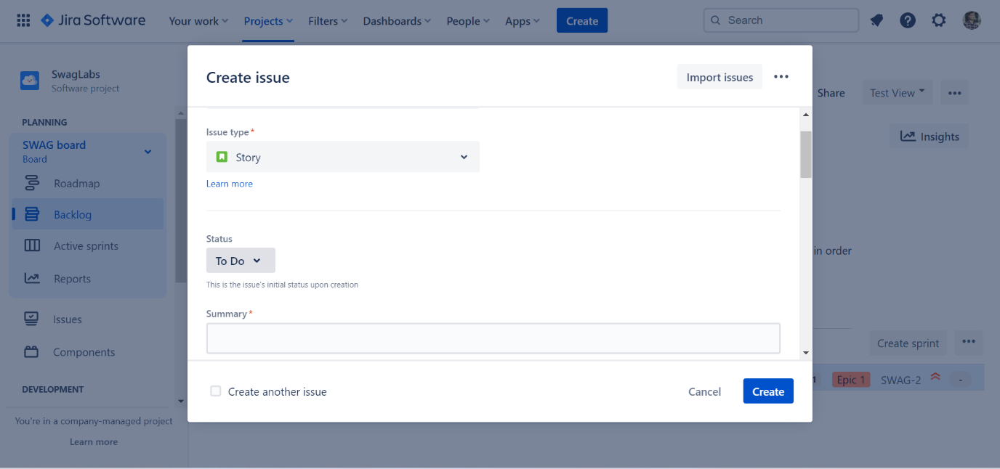 Jira Software
Your work
Projects
Filters
Dashboards
People
Apps
Create
Search
SwagLabs
Software project
PLANNING
SWAG board
Board
Roadmap
Backlog
Active sprints
Reports
Issues
Components
DEVELOPMENT
You're in a company-managed project
Learn more
Create issue
Import issues
Issue type *
Story
Learn more
Status
To Do
This is the issue's initial status upon creation
Summary *
Create another issue
Cancel
Create
Share
Test View
Insights
in order
Create sprint
1
Epic 1
SWAG-2
-